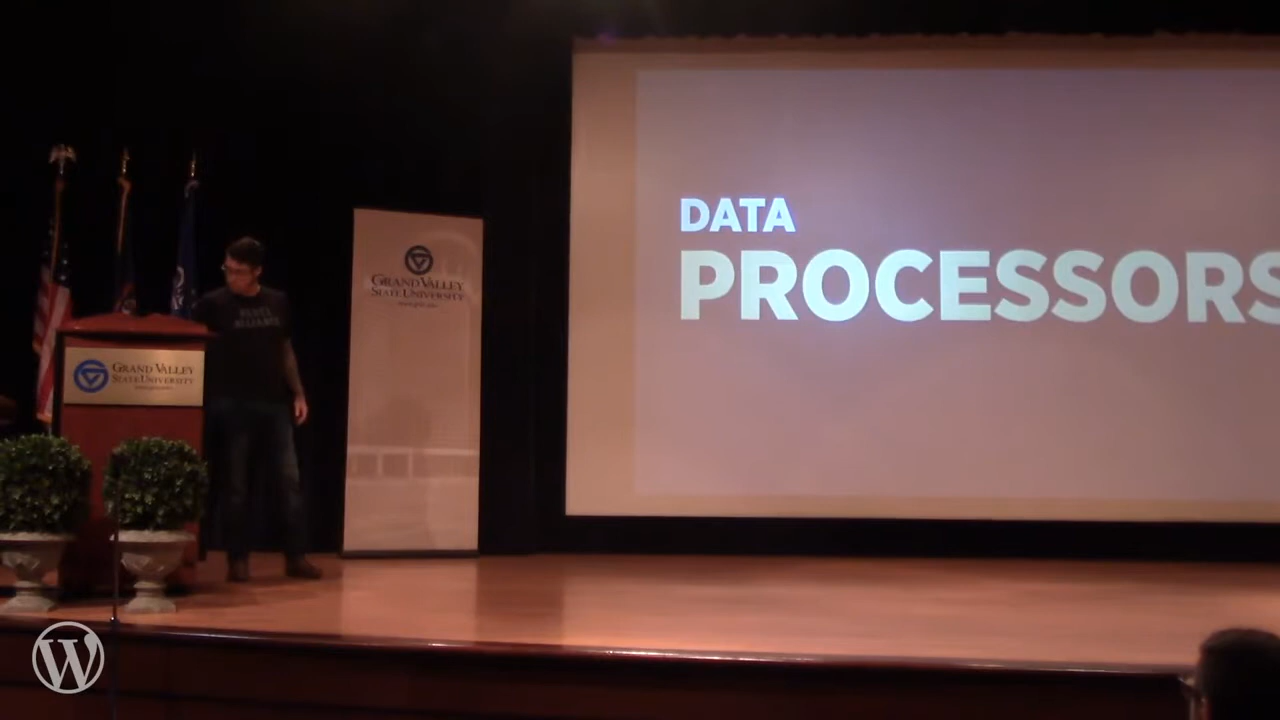 DATA
PROCESSORS
GRAND VALLEY
STATE UNIVERSITY
GRAND VALLEY
STATE UNIVERSITY